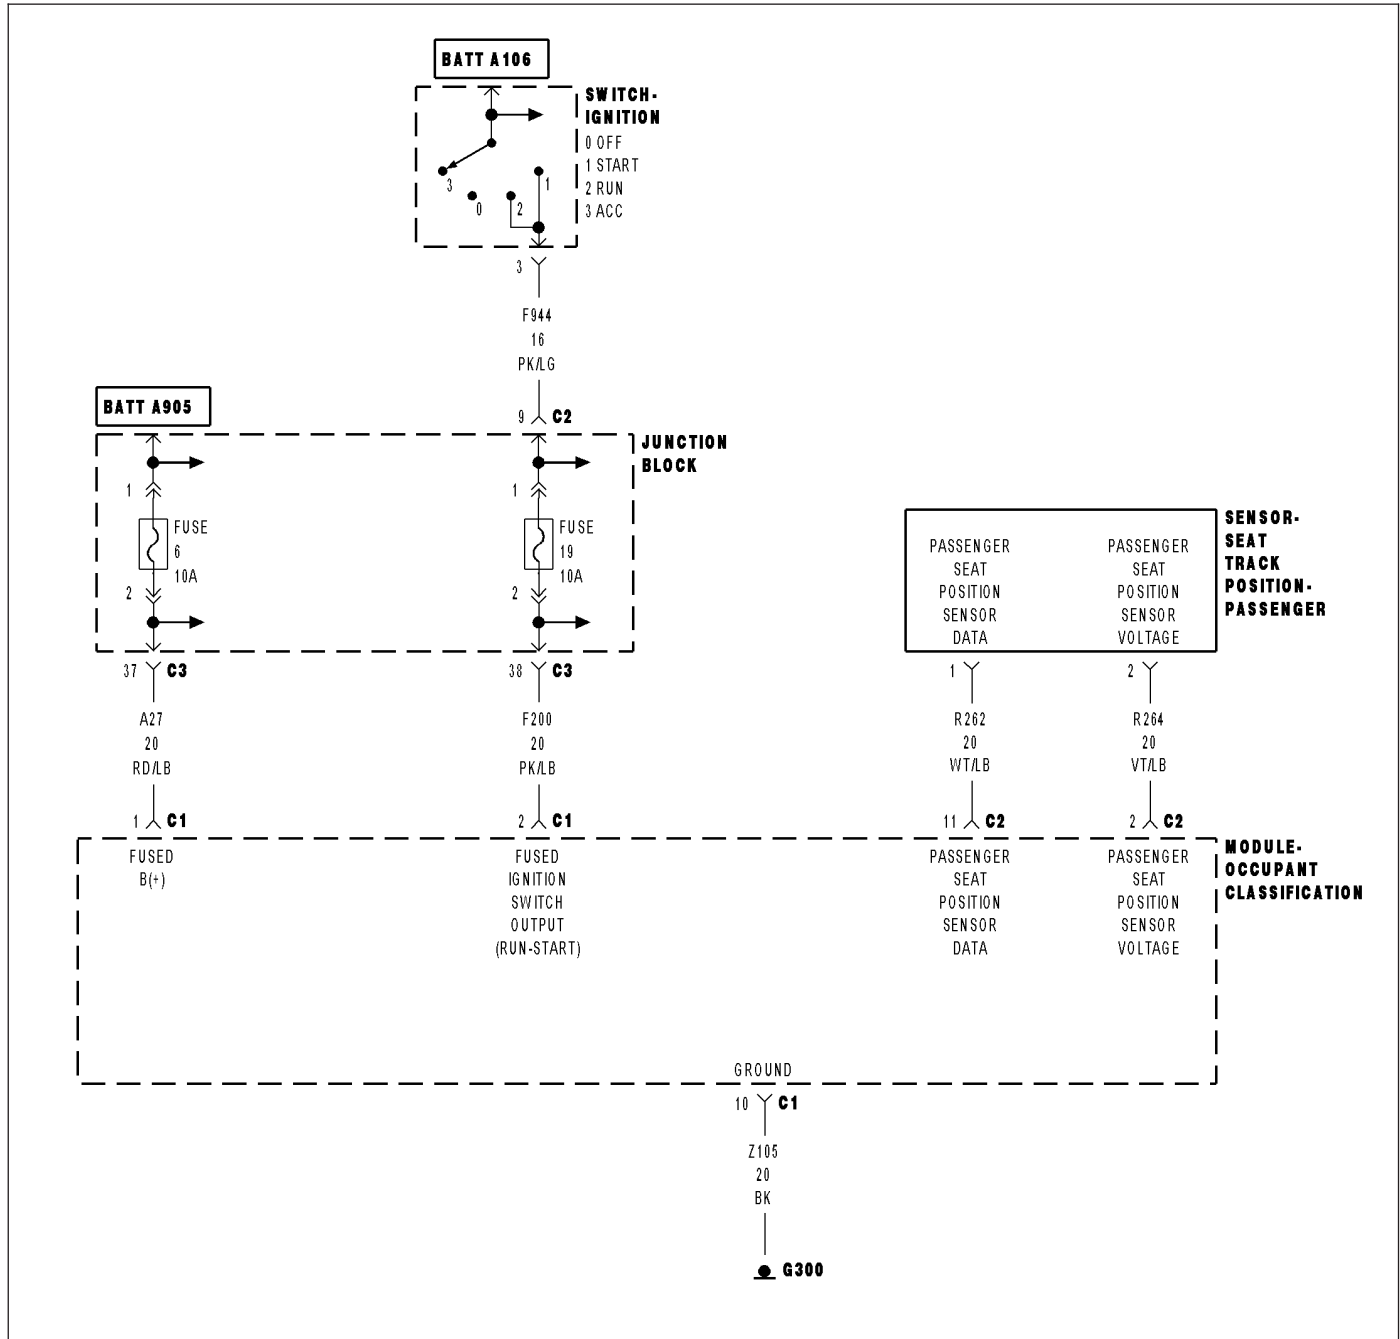 BATT A106
SWITCH-
IGNITION
0 OFF
1 START
2 RUN
3 ACC
3
0
2
1
3
F944
16
PK/LG
9 C2
BATT A905
JUNCTION
BLOCK
1
FUSE
6
10A
2
1
FUSE
19
10A
2
37 C3
38 C3
SENSOR-
SEAT
TRACK
POSITION-
PASSENGER
PASSENGER
SEAT
POSITION
SENSOR
DATA
PASSENGER
SEAT
POSITION
SENSOR
VOLTAGE
1
2
A27
20
RD/LB
F200
20
PK/LB
R262
20
WT/LB
R264
20
VT/LB
1 C1
2 C1
11 C2
2 C2
MODULE-
OCCUPANT
CLASSIFICATION
FUSED
B(+)
FUSED
IGNITION
SWITCH
OUTPUT
(RUN-START)
PASSENGER
SEAT
POSITION
SENSOR
DATA
PASSENGER
SEAT
POSITION
SENSOR
VOLTAGE
GROUND
10 C1
Z105
20
BK
G300